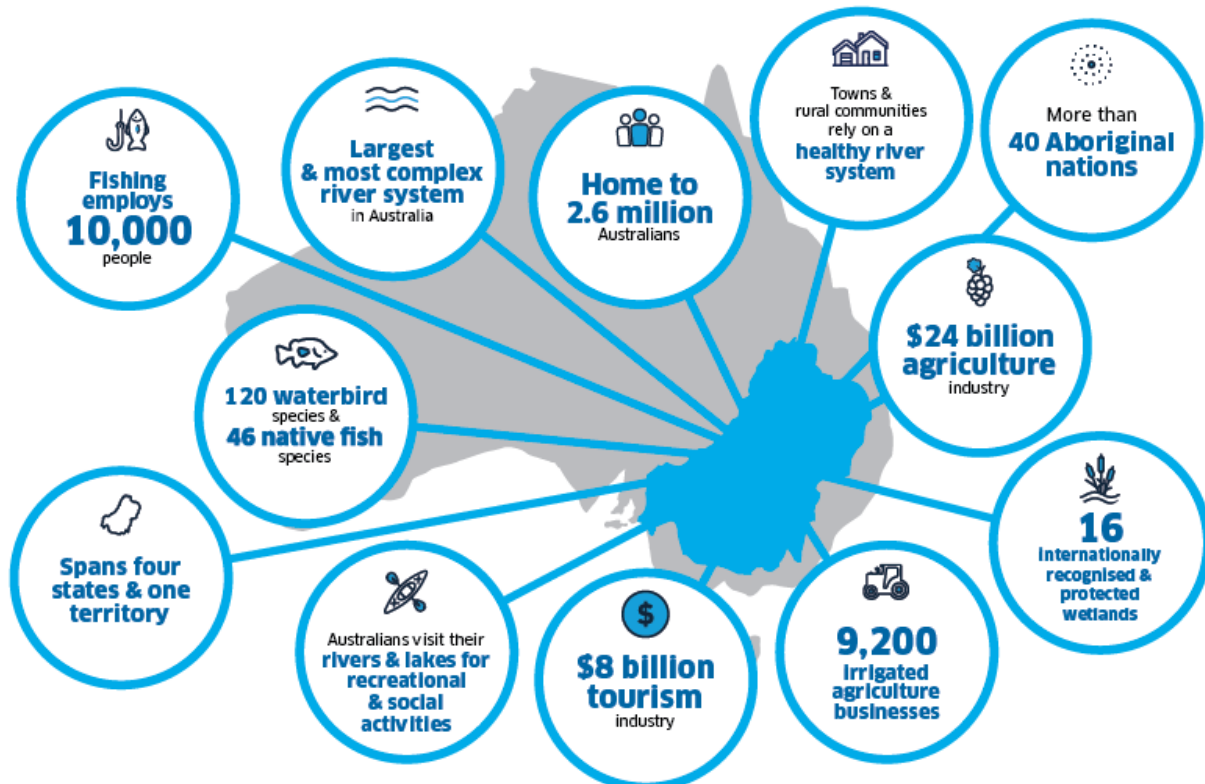 Fishing
employs
10,000
people
Largest
& most complex
river system
in Australia
Home to
2.6 million
Australians
Towns &
rural communities
rely on a
healthy river
system
More than
40 Aboriginal
nations
120 waterbird
species &
46 native fish
species
$24 billion
agriculture
industry
Spans four
states & one
territory
Australians visit their
rivers & lakes for
recreational
& social
activities
$
$8 billion
tourism
industry
9,200
irrigated
agriculture
businesses
16
internationally
recognised &
protected
wetlands